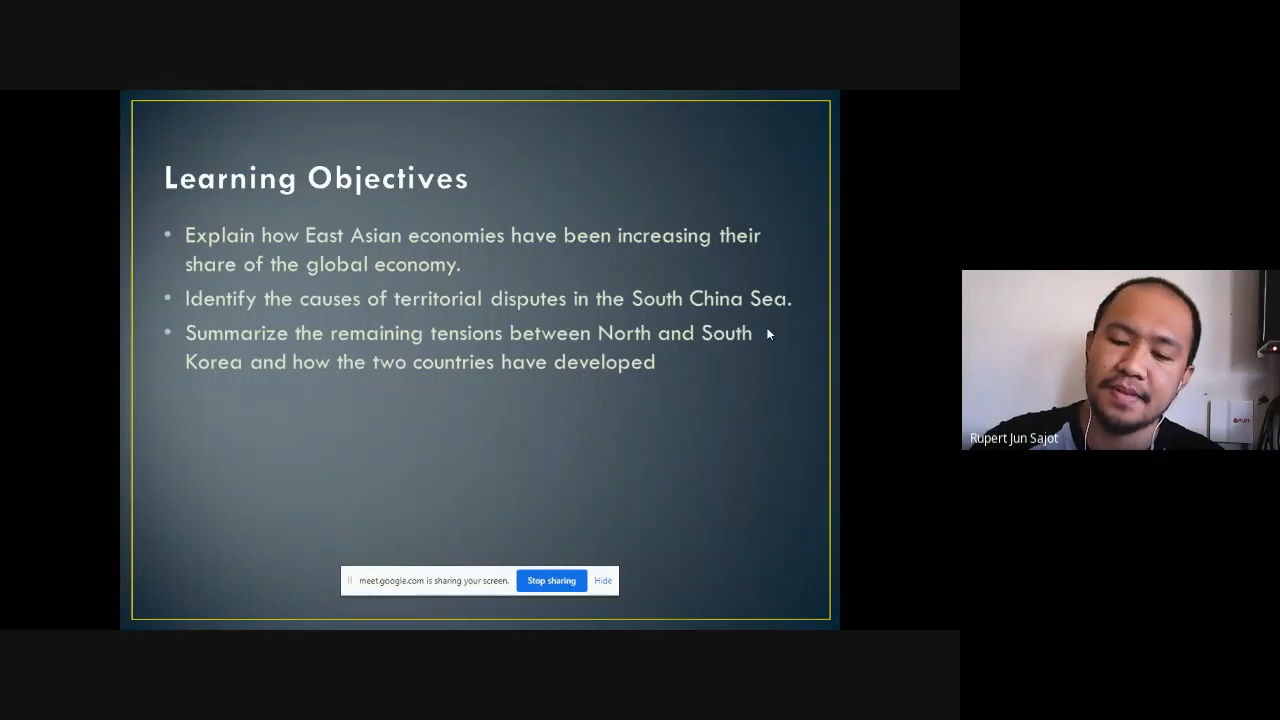 Learning Objectives
• Explain how East Asian economies have been increasing their
share of the global economy.
• Identify the causes of territorial disputes in the South China Sea.
• Summarize the remaining tensions between North and South
Korea and how the two countries have developed
meet.google.com is sharing your screen.
Stop sharing
Hide
Rupert Jun Sajot